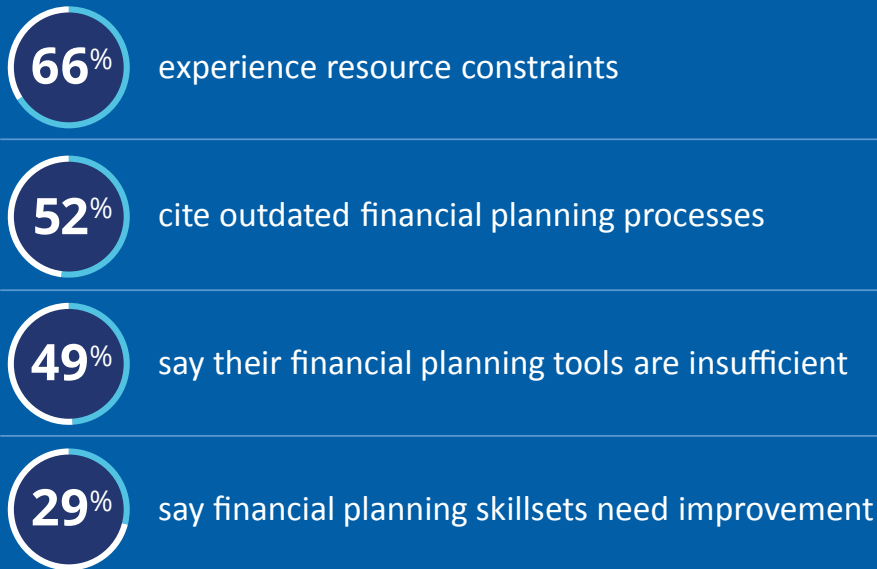 66% experience resource constraints
52% cite outdated financial planning processes
49% say their financial planning tools are insufficient
29% say financial planning skillsets need improvement